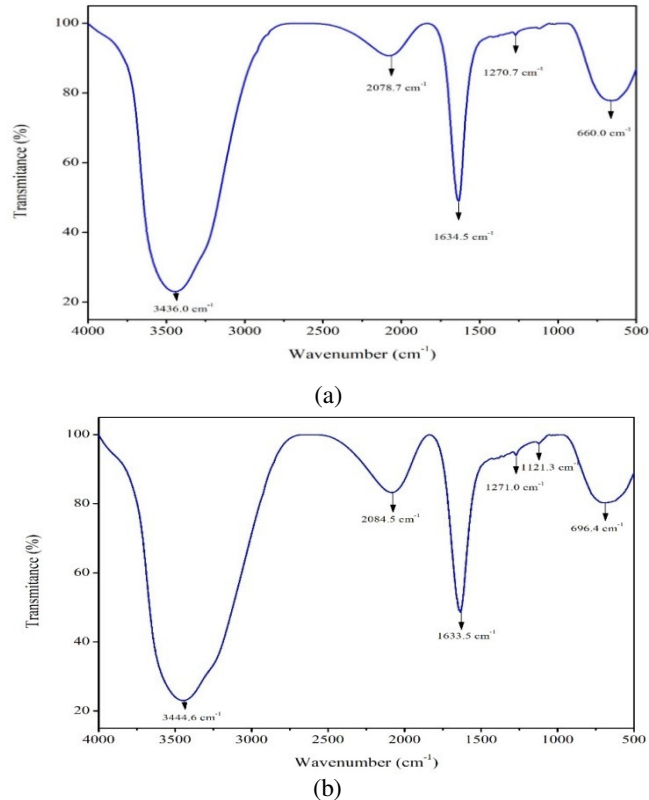 100
80
60
40
20
Transmitance (%)
2078.7 cm⁻¹
1270.7 cm⁻¹
660.0 cm⁻¹
1634.5 cm⁻¹
3436.0 cm⁻¹
4000 3500 3000 2500 2000 1500 1000 500
Wavenumber (cm⁻¹)
(a)
100
80
60
40
20
Transmitance (%)
1121.3 cm⁻¹
1271.0 cm⁻¹
2084.5 cm⁻¹
696.4 cm⁻¹
1633.5 cm⁻¹
3444.6 cm⁻¹
4000 3500 3000 2500 2000 1500 1000 500
Wavenumber (cm⁻¹)
(b)